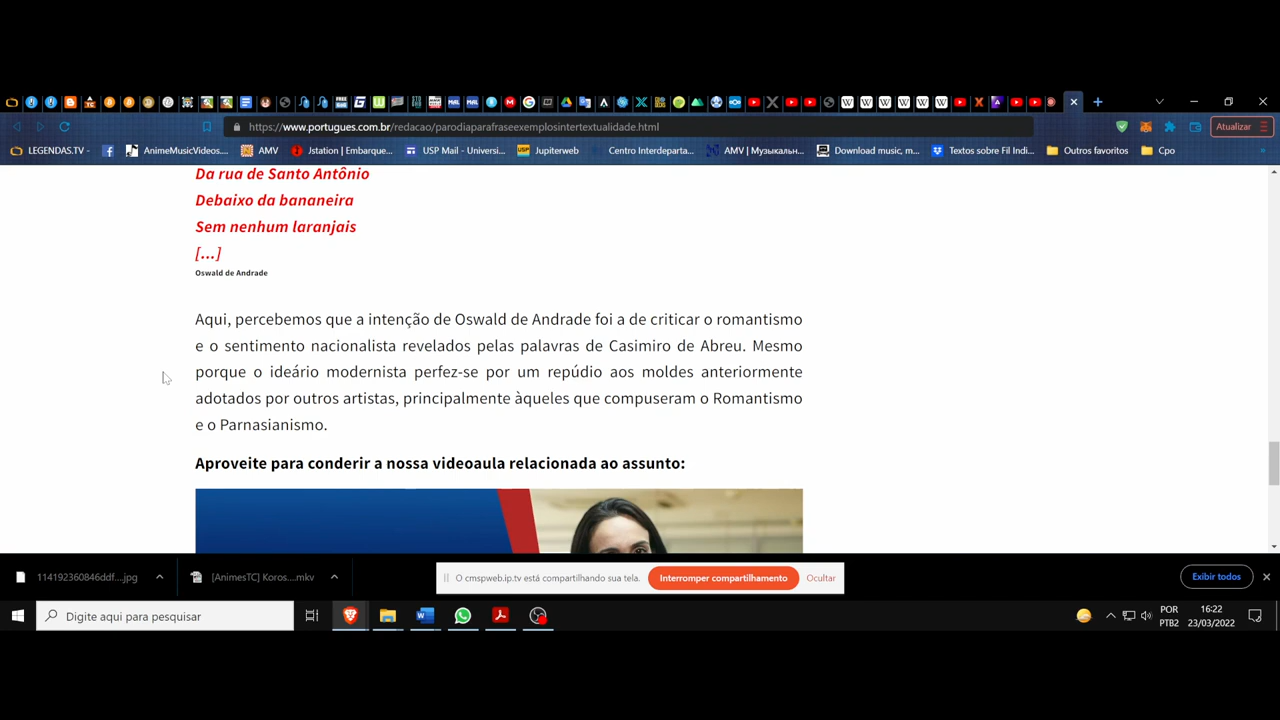 https://www.portugues.com.br/redacao/parodiaparafraseexemplosintertextualidade.html
Atualizar
LEGENDAS.TV
AnimeMusicVideos...
AMV
Jstation | Embarque...
USP Mail - Universi...
Jupiterweb
Centro Interdeparta...
AMV | Музыкальн...
Download music, m...
Textos sobre Fil Indi...
Outros favoritos
Cpo
Da rua de Santo Antônio
Debaixo da bananeira
Sem nenhum laranjais
[...]
Oswald de Andrade
Aqui, percebemos que a intenção de Oswald de Andrade foi a de criticar o romantismo
e o sentimento nacionalista revelados pelas palavras de Casimiro de Abreu. Mesmo
porque o ideário modernista perfez-se por um repúdio aos moldes anteriormente
adotados por outros artistas, principalmente àqueles que compuseram o Romantismo
e o Parnasianismo.
Aproveite para conderir a nossa videoaula relacionada ao assunto:
114192360846ddf....jpg
[AnimesTC] Koros....mkv
O cmspweb.ip.tv está compartilhando sua tela.
Interromper compartilhamento
Ocultar
Exibir todos
Digite aqui para pesquisar
POR
PTB2
16:22
23/03/2022